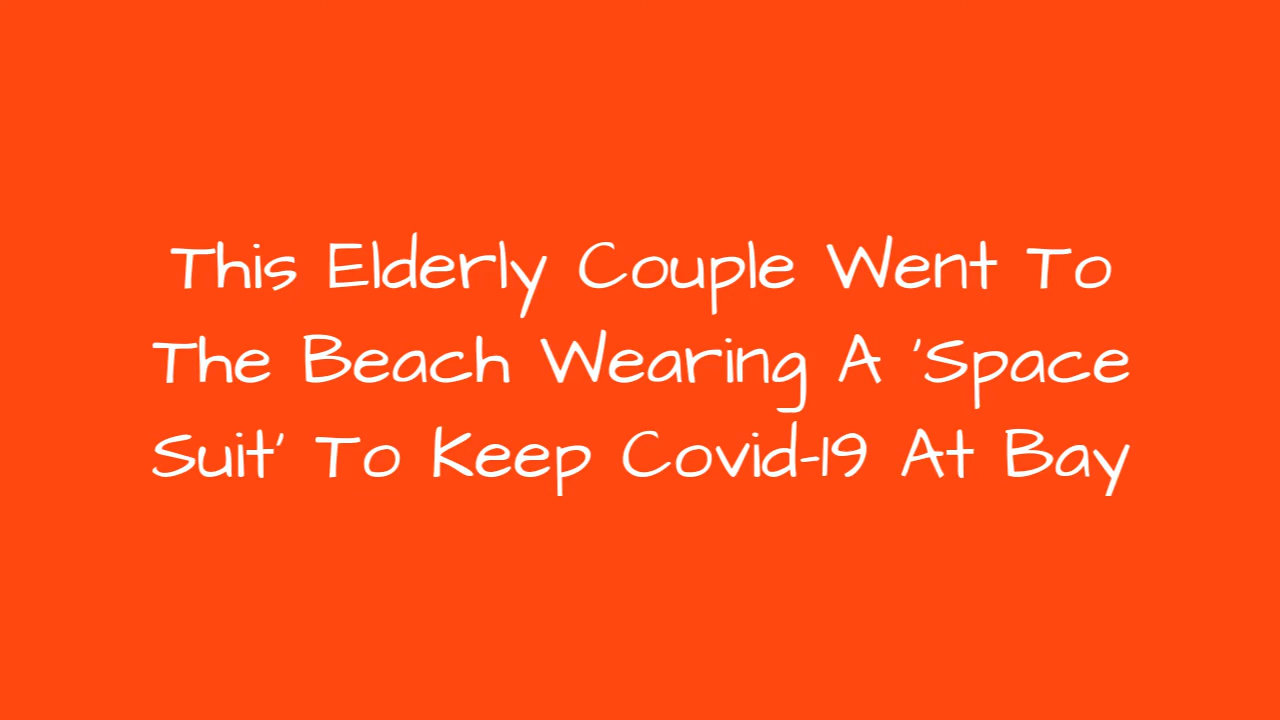 This Elderly Couple Went To
The Beach Wearing A 'Space
Suit' To Keep Covid-19 At Bay